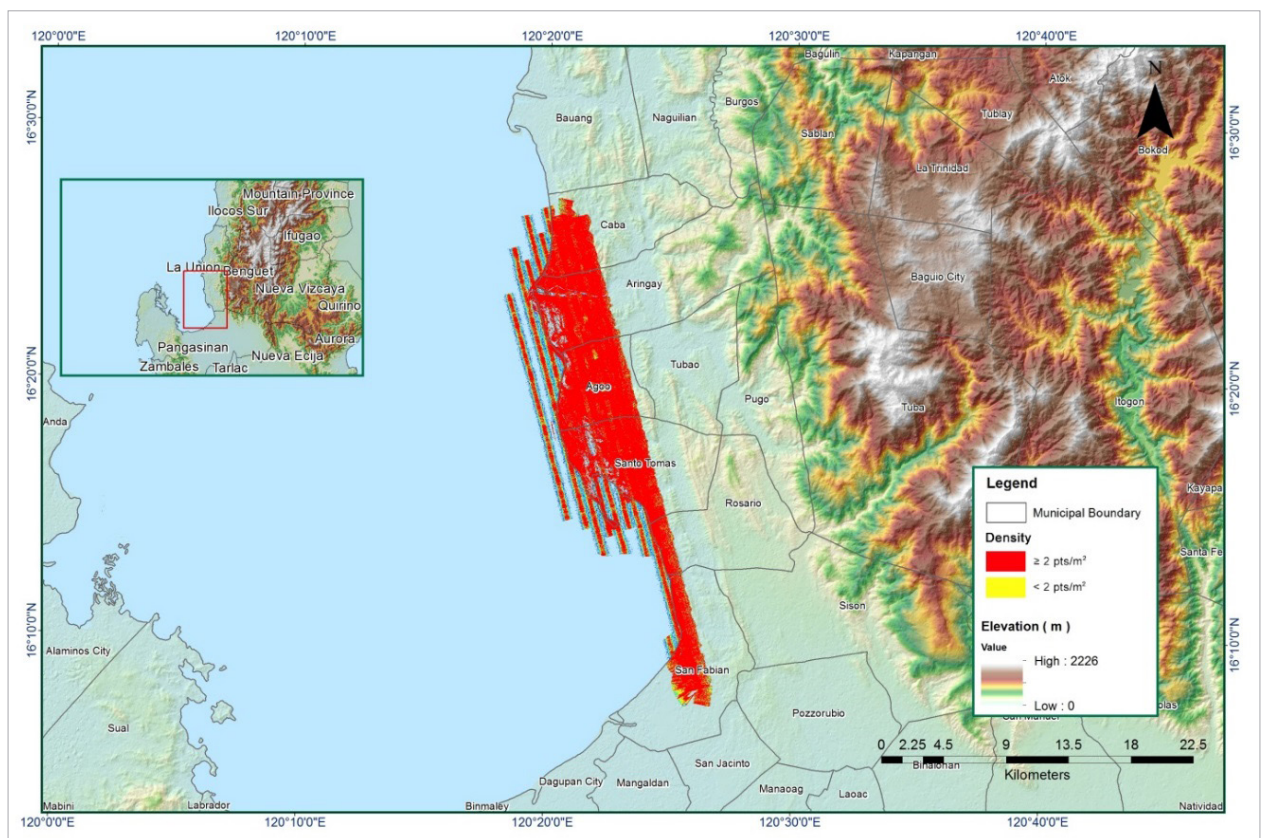 120°0'0"E
120°10'0"E
120°20'0"E
120°30'0"E
120°40'0"E
16°30'0"N
16°20'0"N
16°10'0"N
16°30'0"N
16°20'0"N
16°10'0"N
N
Bagulin
Kapangan
Atok
Burgos
Tublay
Bauang
Naguilian
Sablan
Bokod
La Trinidad
Mountain Province
Ilocos Sur
Ifugao
La Union
Benguet
Nueva Vizcaya
Quirino
Aurora
Pangasinan
Nueva Ecija
Zambales
Tarlac
Caba
Aringay
Baguio City
Tubao
Agoo
Pugo
Tuba
Itogon
Anda
Santo Tomas
Rosario
Kayapa
Santa Fe
Sison
Alaminos City
San Fabian
Sual
Pozzorubio
San Manuel
San Jacinto
Dagupan City
Mangaldan
Manaoag
Laoac
Binalonan
Mabini
Labrador
Binmaley
Natividad
Legend
Municipal Boundary
Density
≥ 2 pts/m²
< 2 pts/m²
Elevation ( m )
Value
High : 2226
Low : 0
0 2.25 4.5 9 13.5 18 22.5
Kilometers
120°0'0"E
120°10'0"E
120°20'0"E
120°30'0"E
120°40'0"E